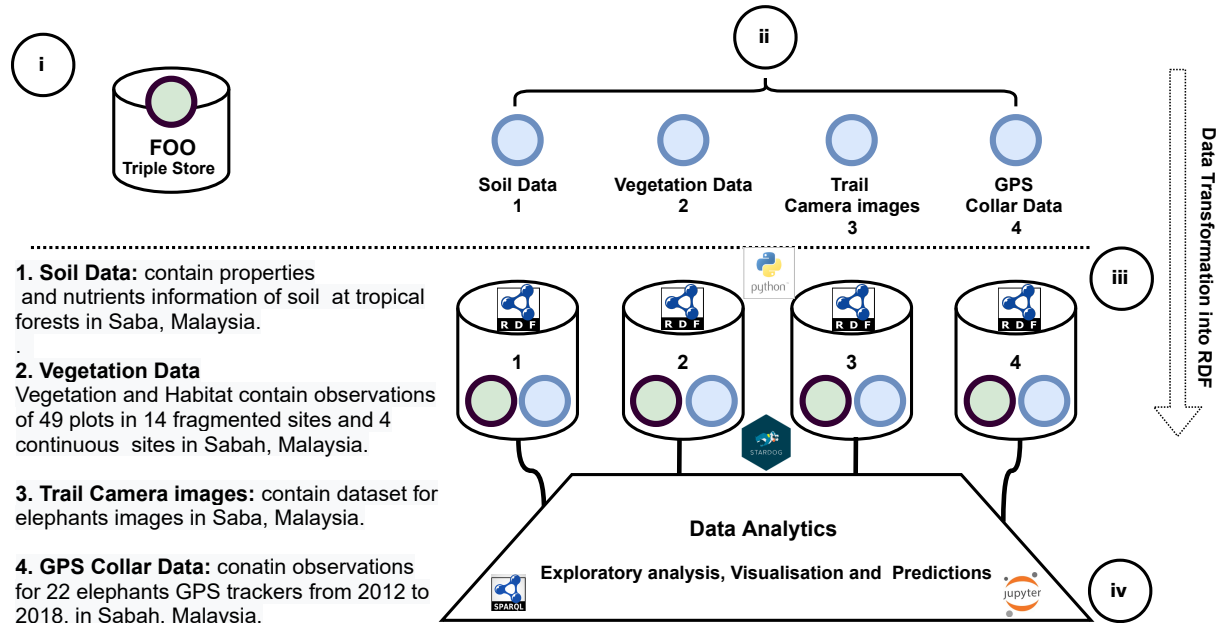 i
ii
FOO
Triple Store
Soil Data
1
Vegetation Data
2
Trail
Camera images
3
GPS
Collar Data
4
Data Transformation into RDF
1. Soil Data: contain properties
and nutrients information of soil at tropical
forests in Saba, Malaysia.
.
2. Vegetation Data
Vegetation and Habitat contain observations
of 49 plots in 14 fragmented sites and 4
continuous sites in Sabah, Malaysia.
3. Trail Camera images: contain dataset for
elephants images in Saba, Malaysia.
4. GPS Collar Data: conatin observations
for 22 elephants GPS trackers from 2012 to
2018, in Sabah, Malaysia.
python
iii
RDF
1
RDF
2
RDF
3
RDF
4
STARDOG
Data Analytics
Exploratory analysis, Visualisation and Predictions
SPARQL
jupyter
iv